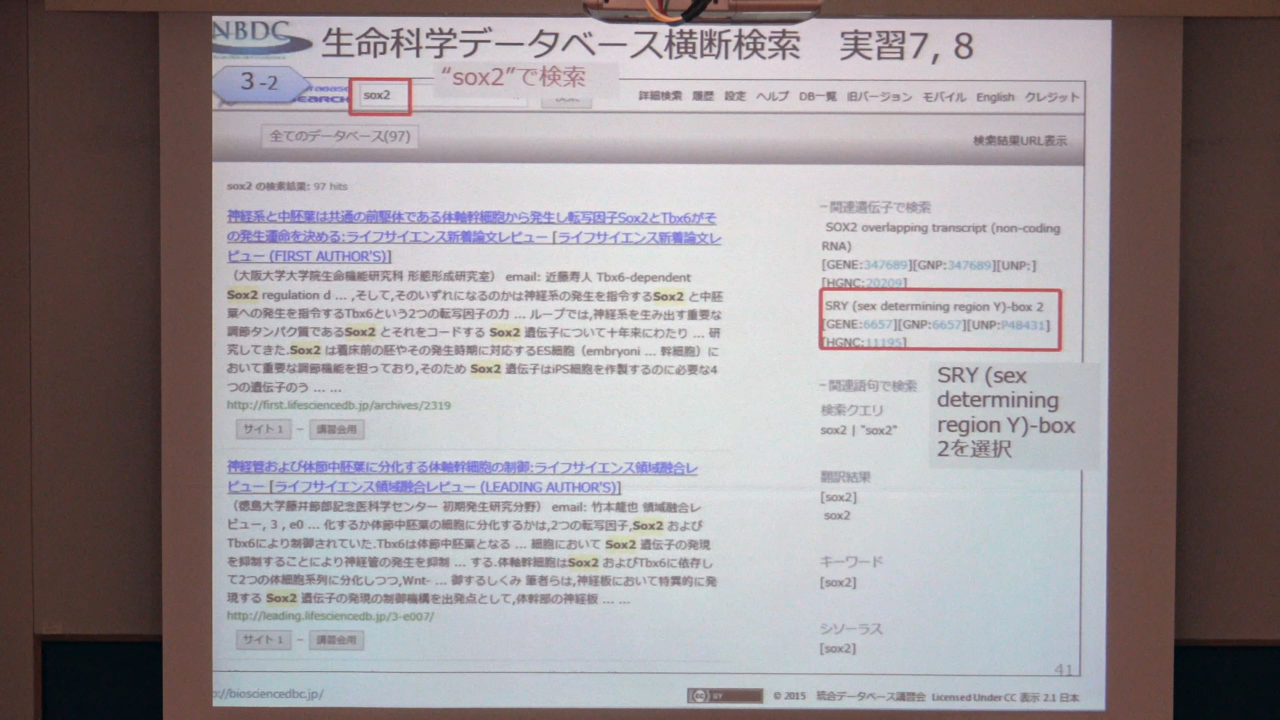 NBDC 生命科学データベース横断検索 実習7, 8
3-2
sox2
“sox2”で検索
詳細検索 履歴 設定 ヘルプ DB一覧 旧バージョン モバイル English クレジット
全てのデータベース(97)
検索結果URL表示
sox2 の検索結果: 97 hits
神経系と中胚葉は共通の前駆体である体軸幹細胞から発生し転写因子Sox2とTbx6がそ
の発生運命を決める:ライフサイエンス新着論文レビュー [ライフサイエンス新着論文レ
ビュー (FIRST AUTHOR'S)]
（大阪大学大学院生命機能研究科 形態形成研究室） email: 近藤寿人 Tbx6-dependent
Sox2 regulation d ... ,そして,そのいずれになるのかは神経系の発生を指令するSox2 と中胚
葉への発生を指令するTbx6という2つの転写因子の力 ... ループでは,神経系を生み出す重要な
調節タンパク質であるSox2 とそれをコードする Sox2 遺伝子について十年来にわたり ... 研
究してきた.Sox2 は着床前の胚やその発生時期に対応するES細胞（embryoni ... 幹細胞）に
おいて重要な調節機能を担っており,そのため Sox2 遺伝子はiPS細胞を作製するのに必要な4
つの遺伝子のう ... ...
http://first.lifesciencedb.jp/archives/2319
サイト 1 － 講習会用
神経管および体節中胚葉に分化する体軸幹細胞の制御:ライフサイエンス領域融合レ
ビュー [ライフサイエンス領域融合レビュー (LEADING AUTHOR'S)]
（徳島大学藤井節郎記念医科学センター 初期発生研究分野） email: 竹本龍也 領域融合レ
ビュー, 3 , e0 ... 化するか体節中胚葉の細胞に分化するかは,2つの転写因子,Sox2 および
Tbx6により制御されていた.Tbx6は体節中胚葉となる ... 細胞において Sox2 遺伝子の発現
を抑制することにより神経管の発生を抑制 ... する.体軸幹細胞はSox2 およびTbx6に依存し
て2つの体細胞系列に分化しつつ,Wnt- ... 御するしくみ 筆者らは,神経板において特異的に発
現する Sox2 遺伝子の発現の制御機構を出発点として,体幹部の神経板 ... ...
http://leading.lifesciencedb.jp/3-e007/
サイト 1 － 講習会用
－関連遺伝子で検索
SOX2 overlapping transcript (non-coding
RNA)
[GENE:347689][GNP:347689][UNP:]
[HGNC:20209]
SRY (sex determining region Y)-box 2
[GENE:6657][GNP:6657][UNP:P48431]
[HGNC:11195]
－関連語句で検索
検索クエリ
sox2 | "sox2"
SRY (sex
determining
region Y)-box
2を選択
翻訳結果
[sox2]
sox2
キーワード
[sox2]
シソーラス
[sox2]
41
://biosciencedbc.jp/
cc BY © 2015 統合データベース講習会 Licensed Under CC 表示 2.1 日本